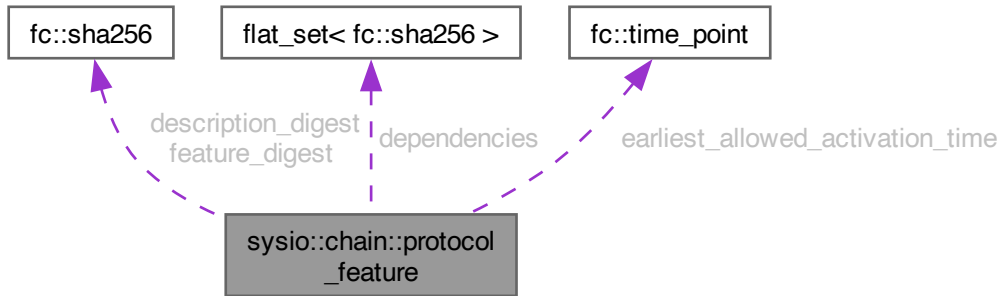 fc::sha256
flat_set< fc::sha256 >
fc::time_point
description_digest
feature_digest
dependencies
earliest_allowed_activation_time
sysio::chain::protocol
_feature